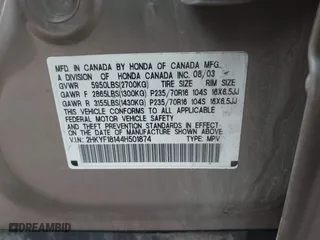 MFD. IN CANADA BY HONDA OF CANADA MFG.,
A DIVISION OF HONDA CANADA INC. 08/03
GVWR 5950LBS(2700KG) TIRE SIZE RIM SIZE
GAWR F 2865LBS(1300KG) P235/70R16 104S 16X6.5JJ
GAWR R 3155LBS(1430KG) P235/70R16 104S 16X6.5JJ
THIS VEHICLE CONFORMS TO ALL APPLICABLE
FEDERAL MOTOR VEHICLE SAFETY STANDARDS IN
EFFECT ON THE DATE OF MANUFACTURE SHOWN ABOVE.
V.I.N.: 2HKYF18144H501874 TYPE: MPV
DREAMBID